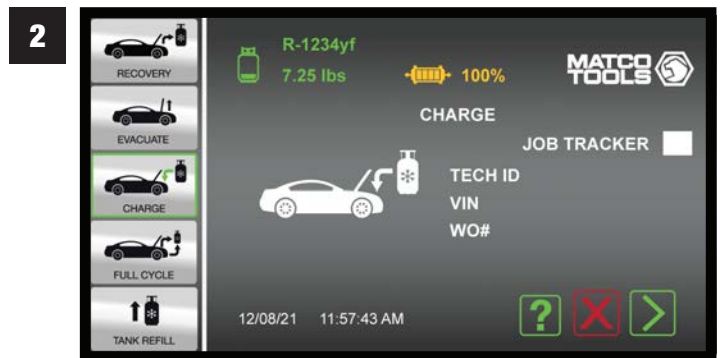 2
RECOVERY
EVACUATE
CHARGE
FULL CYCLE
TANK REFILL
R-1234yf
7.25 lbs
100%
MATCO
TOOLS
CHARGE
JOB TRACKER
TECH ID
VIN
WO#
12/08/21 11:57:43 AM
?